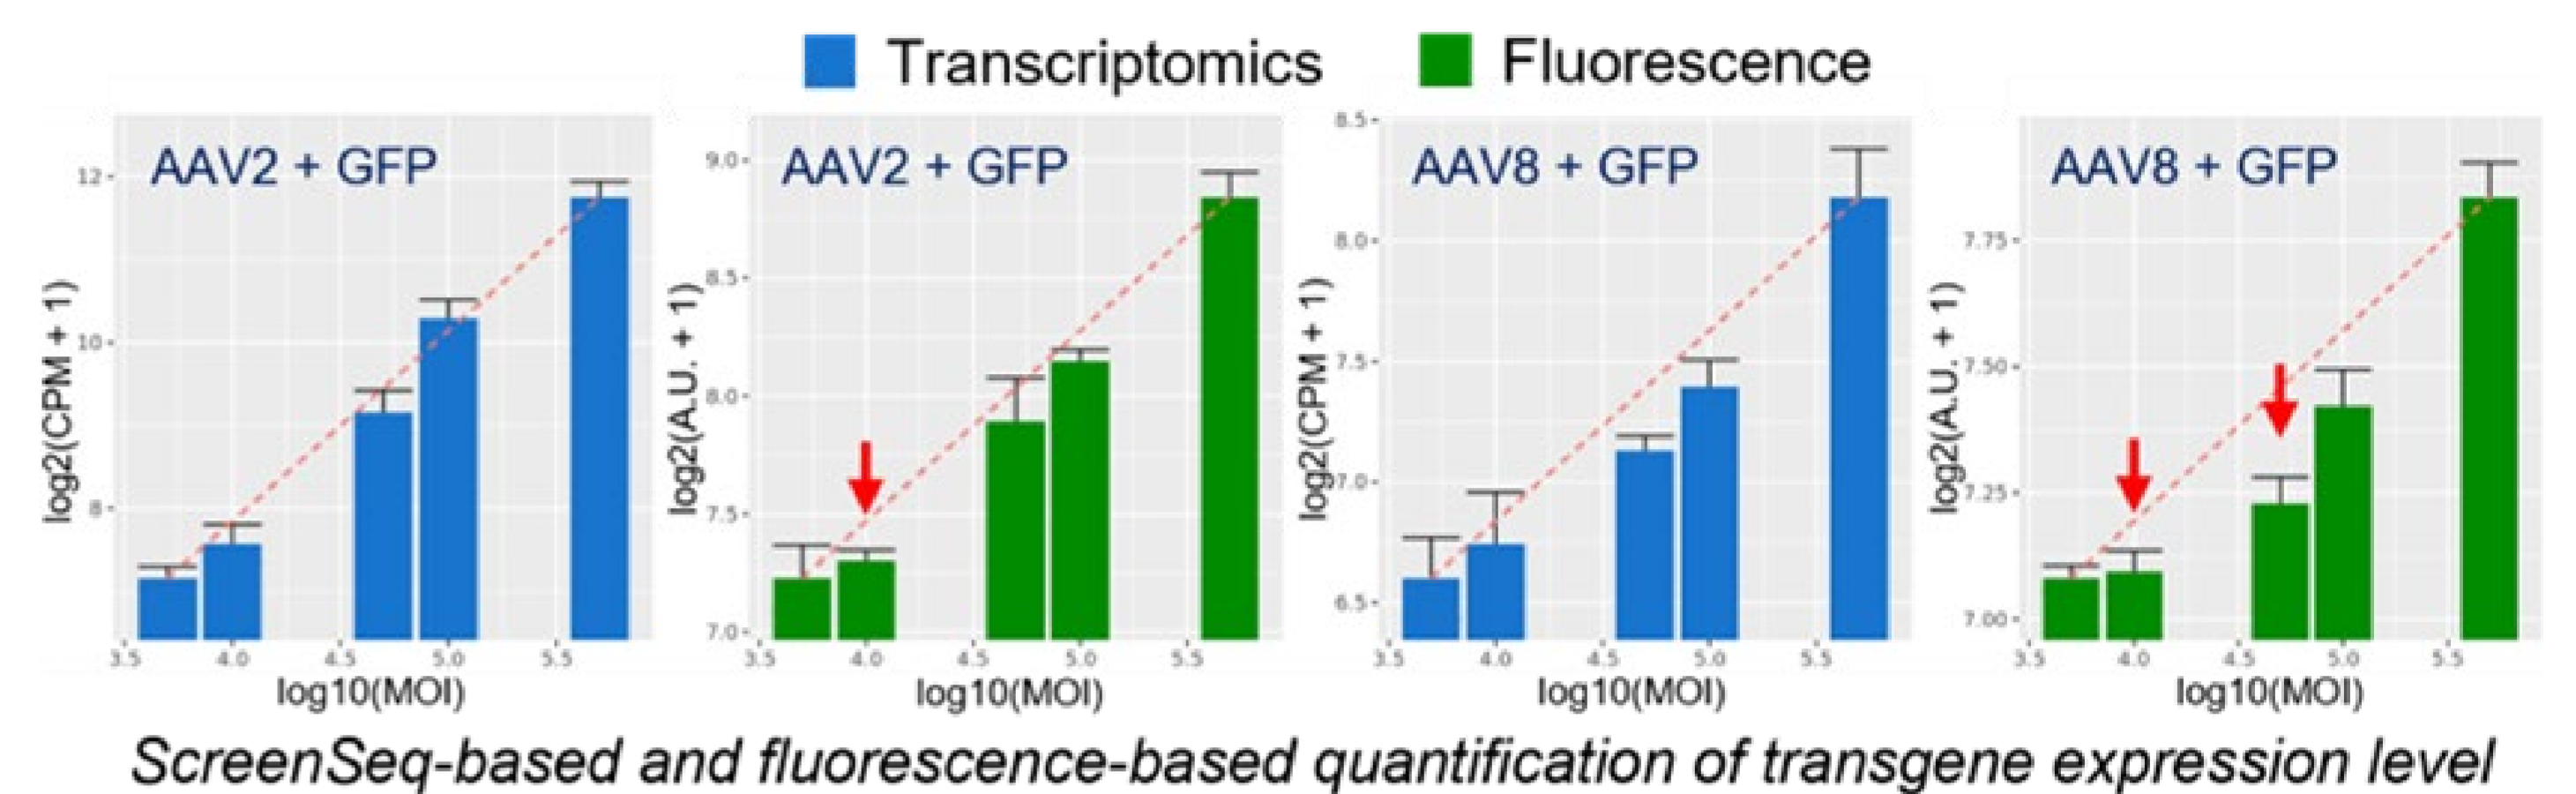 Transcriptomics Fluorescence
AAV2 + GFP
log2(CPM + 1)
12
10
8
3.5 4.0 4.5 5.0 5.5
log10(MOI)
AAV2 + GFP
log2(A.U. + 1)
9.0
8.5
8.0
7.5
7.0
3.5 4.0 4.5 5.0 5.5
log10(MOI)
AAV8 + GFP
log2(CPM + 1)
8.5
8.0
7.5
7.0
6.5
3.5 4.0 4.5 5.0 5.5
log10(MOI)
AAV8 + GFP
log2(A.U. + 1)
7.75
7.50
7.25
7.00
3.5 4.0 4.5 5.0 5.5
log10(MOI)
ScreenSeq-based and fluorescence-based quantification of transgene expression level